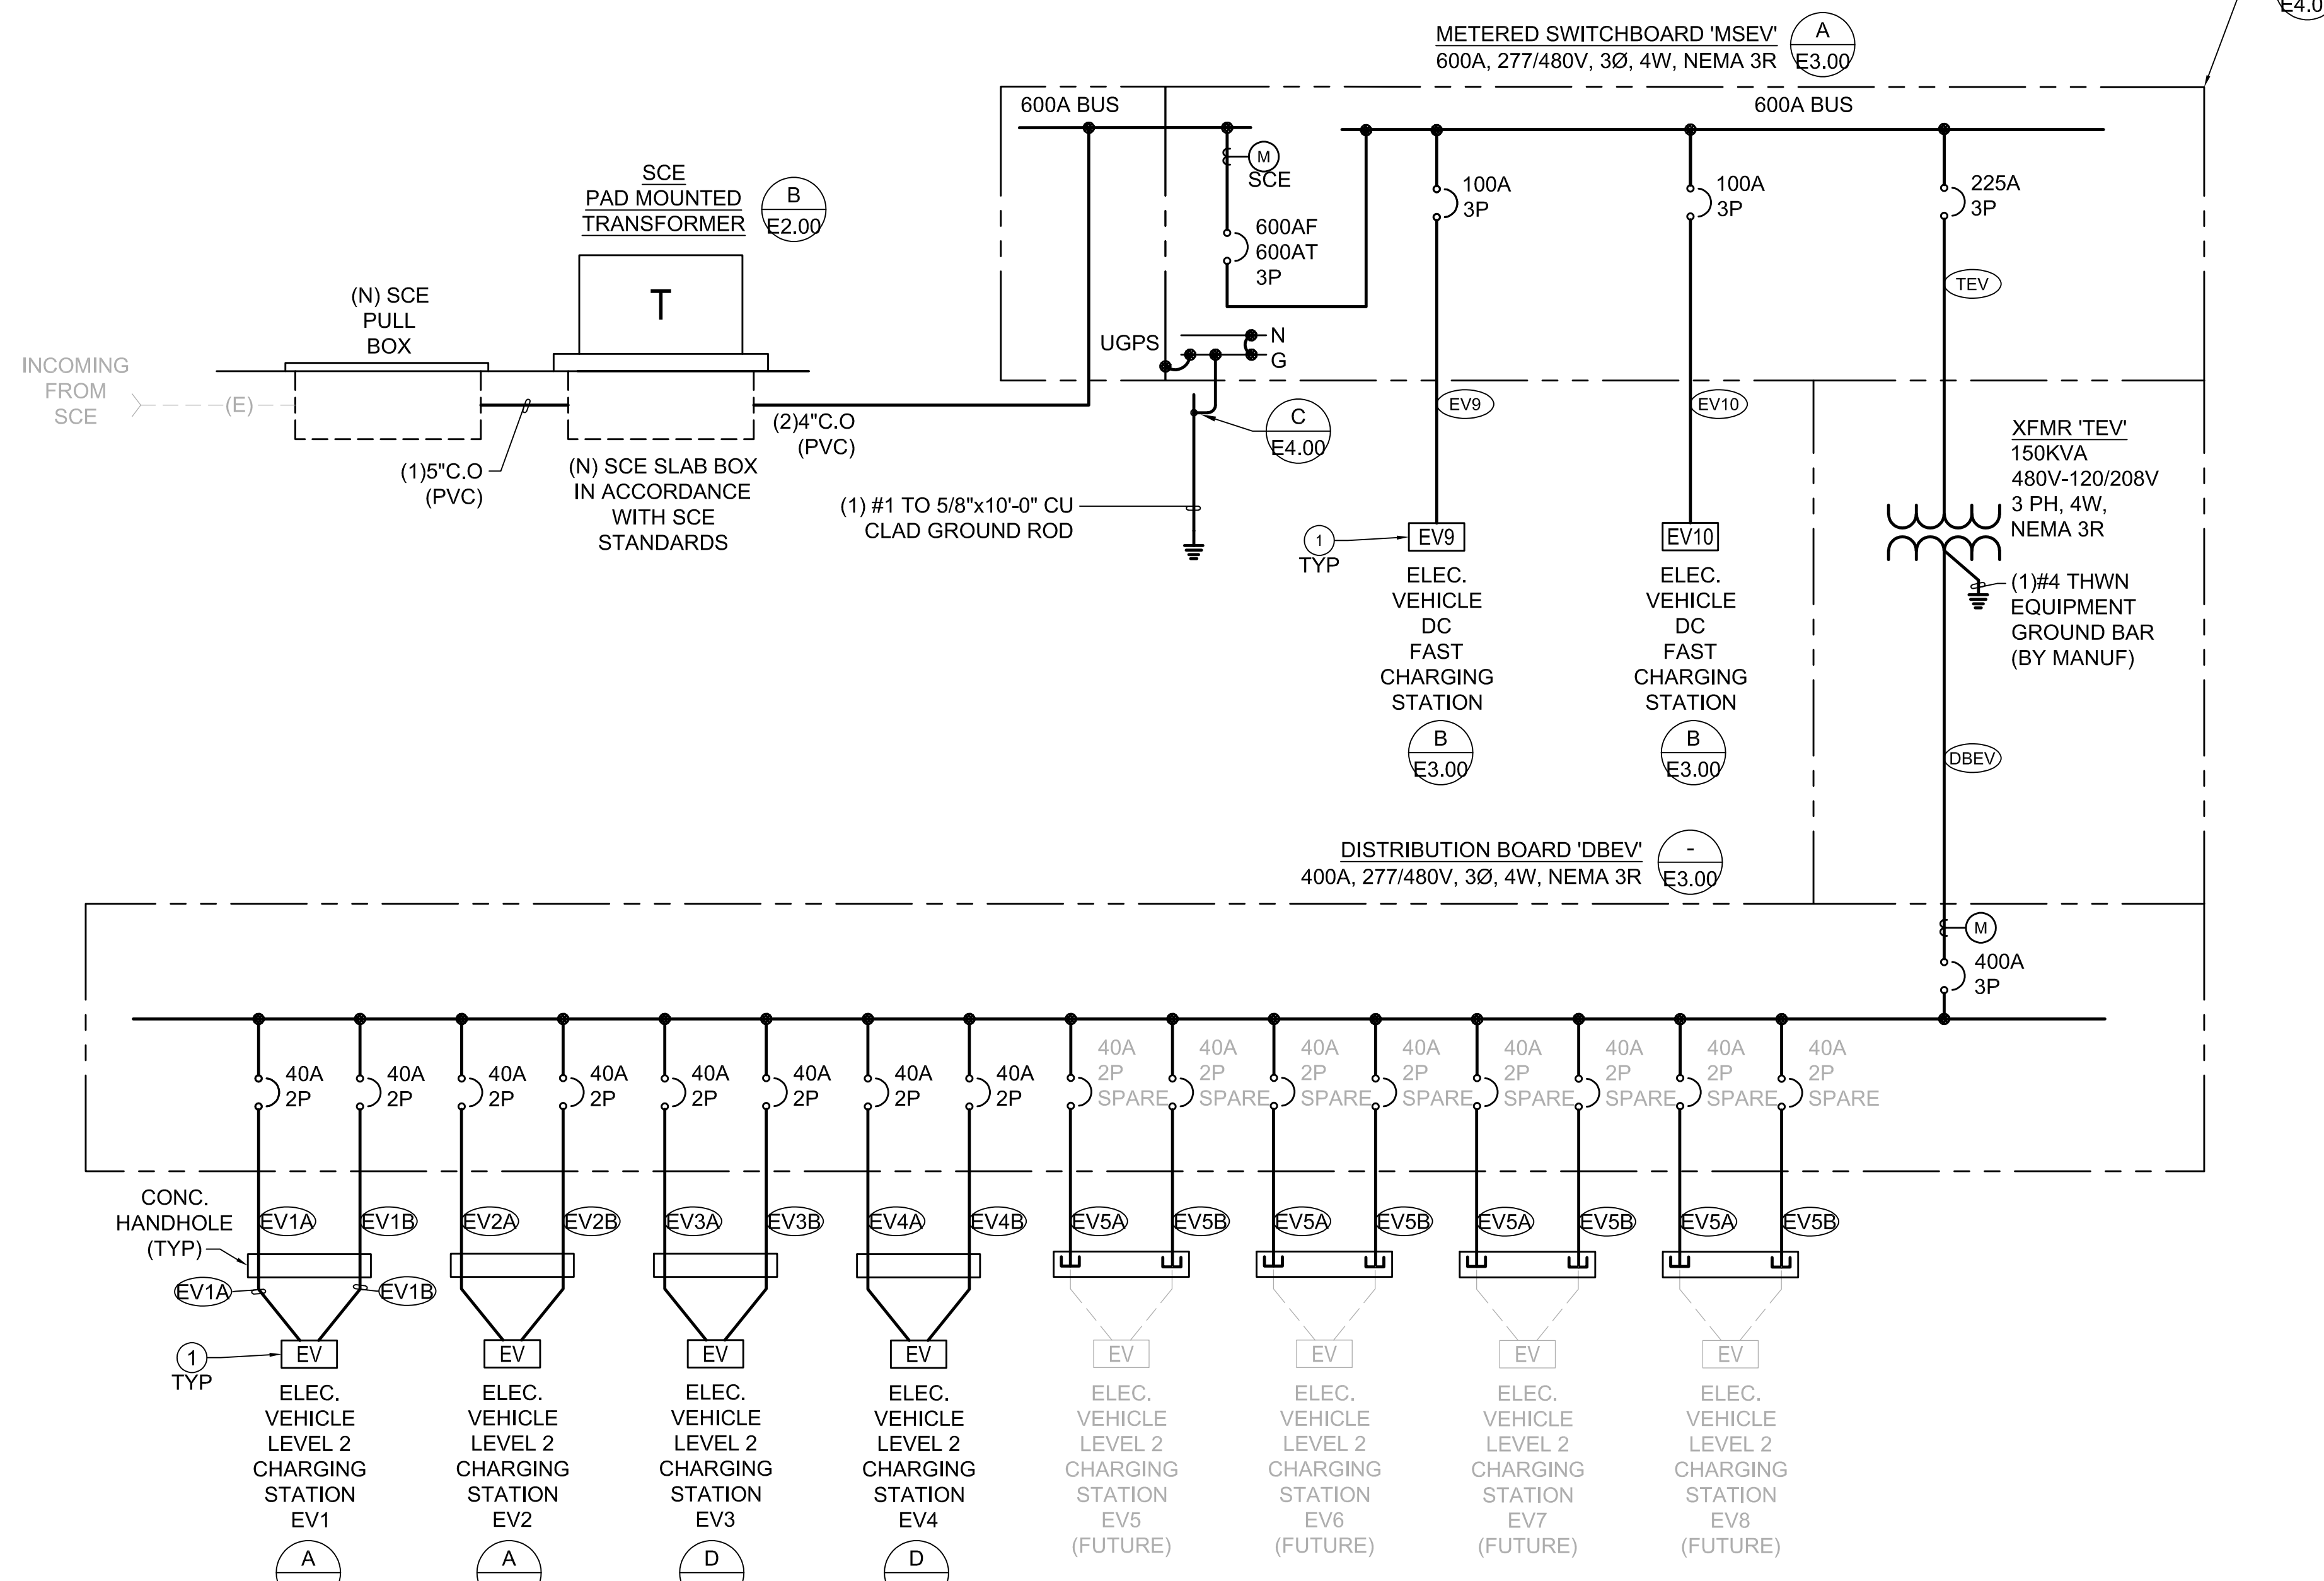 E4.0
METERED SWITCHBOARD 'MSEV'
600A, 277/480V, 3Ø, 4W, NEMA 3R
A
E3.00
600A BUS
600A BUS
M
SCE
600AF
600AT
3P
100A
3P
100A
3P
225A
3P
TEV
SCE
PAD MOUNTED
TRANSFORMER
B
E2.00
T
(N) SCE
PULL
BOX
INCOMING
FROM
SCE
(E)
(1)5"C.O
(PVC)
(N) SCE SLAB BOX
IN ACCORDANCE
WITH SCE
STANDARDS
(2)4"C.O
(PVC)
UGPS
N
G
C
E4.00
(1) #1 TO 5/8"x10'-0" CU
CLAD GROUND ROD
EV9
EV10
1
TYP
EV9
ELEC.
VEHICLE
DC
FAST
CHARGING
STATION
B
E3.00
EV10
ELEC.
VEHICLE
DC
FAST
CHARGING
STATION
B
E3.00
XFMR 'TEV'
150KVA
480V-120/208V
3 PH, 4W,
NEMA 3R
(1)#4 THWN
EQUIPMENT
GROUND BAR
(BY MANUF)
DBEV
DISTRIBUTION BOARD 'DBEV'
400A, 277/480V, 3Ø, 4W, NEMA 3R
-
E3.00
M
400A
3P
40A
2P
40A
2P
40A
2P
40A
2P
40A
2P
40A
2P
40A
2P
40A
2P
40A
2P
SPARE
40A
2P
SPARE
40A
2P
SPARE
40A
2P
SPARE
40A
2P
SPARE
40A
2P
SPARE
40A
2P
SPARE
40A
2P
SPARE
CONC.
HANDHOLE
(TYP)
EV1A
EV1B
EV2A
EV2B
EV3A
EV3B
EV4A
EV4B
EV5A
EV5B
EV5A
EV5B
EV5A
EV5B
EV5A
EV5B
EV1A
EV1B
1
TYP
EV
ELEC.
VEHICLE
LEVEL 2
CHARGING
STATION
EV1
A
EV
ELEC.
VEHICLE
LEVEL 2
CHARGING
STATION
EV2
A
EV
ELEC.
VEHICLE
LEVEL 2
CHARGING
STATION
EV3
D
EV
ELEC.
VEHICLE
LEVEL 2
CHARGING
STATION
EV4
D
EV
ELEC.
VEHICLE
LEVEL 2
CHARGING
STATION
EV5
(FUTURE)
EV
ELEC.
VEHICLE
LEVEL 2
CHARGING
STATION
EV6
(FUTURE)
EV
ELEC.
VEHICLE
LEVEL 2
CHARGING
STATION
EV7
(FUTURE)
EV
ELEC.
VEHICLE
LEVEL 2
CHARGING
STATION
EV8
(FUTURE)